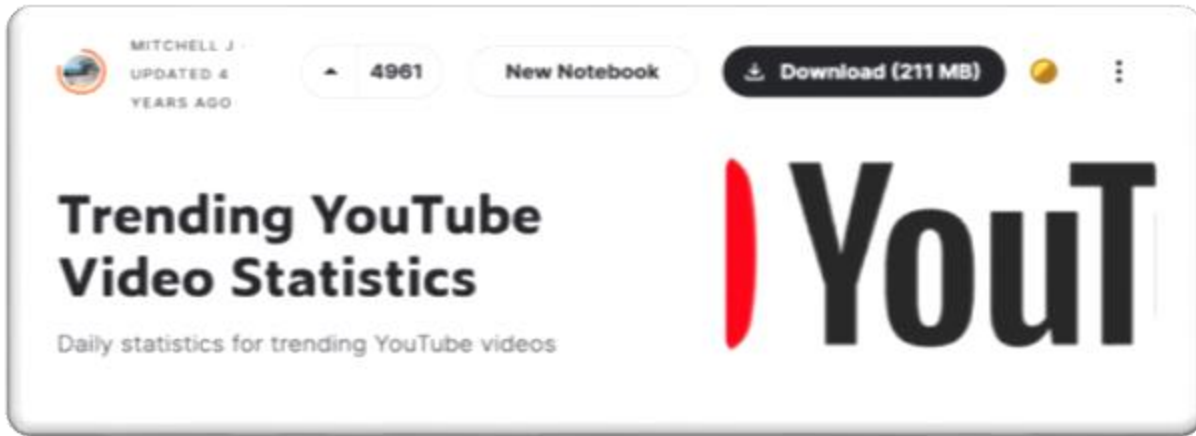 MITCHELL J ·
UPDATED 4
YEARS AGO
4961
New Notebook
Download (211 MB)
Trending YouTube
Video Statistics
Daily statistics for trending YouTube videos
YouT